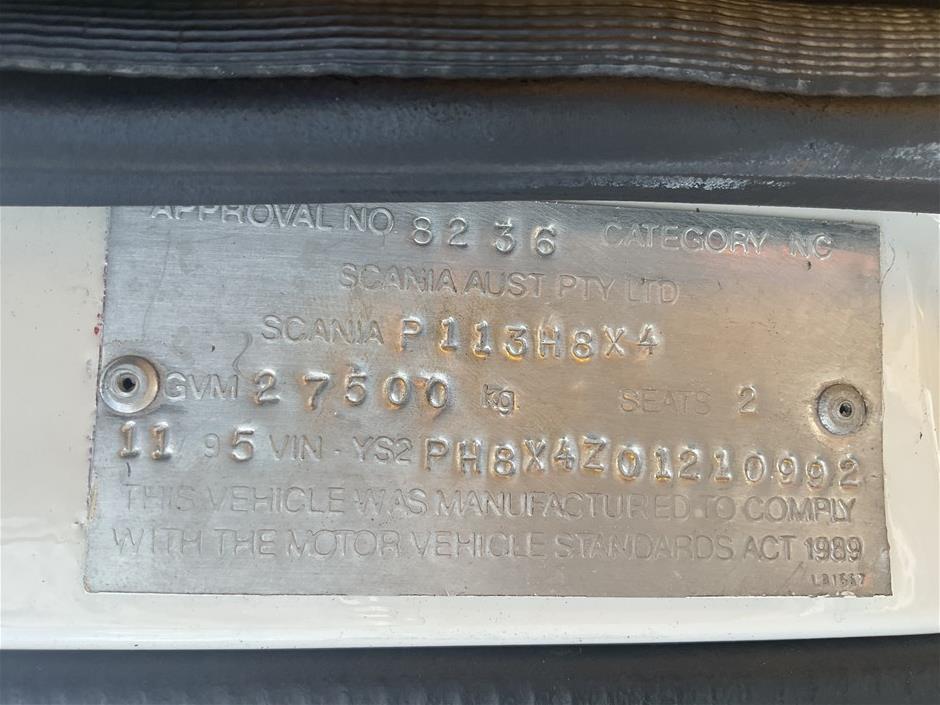 APPROVAL NO. 8236 CATEGORY NC
SCANIA AUST PTY LTD
SCANIA P113H8X4
GVM 27500 kg. SEATS 2
11 95 VIN - YS2 PH8X4Z01210992
THIS VEHICLE WAS MANUFACTURED TO COMPLY
WITH THE MOTOR VEHICLE STANDARDS ACT 1989